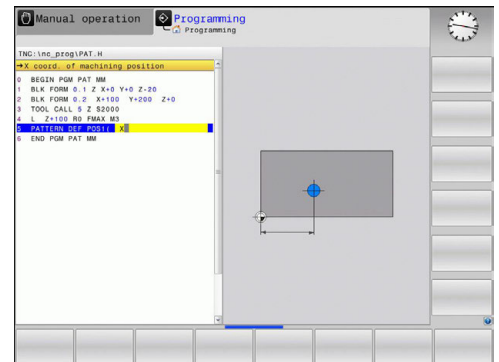 Manual operation
Programming
Programming
TNC:\nc_prog\PAT.H
→X coord. of machining position
0 BEGIN PGM PAT MM
1 BLK FORM 0.1 Z X+0 Y+0 Z-20
2 BLK FORM 0.2 X+100 Y+200 Z+0
3 TOOL CALL 5 Z S2000
4 L Z+100 R0 FMAX M3
5 PATTERN DEF POS1( X
6 END PGM PAT MM